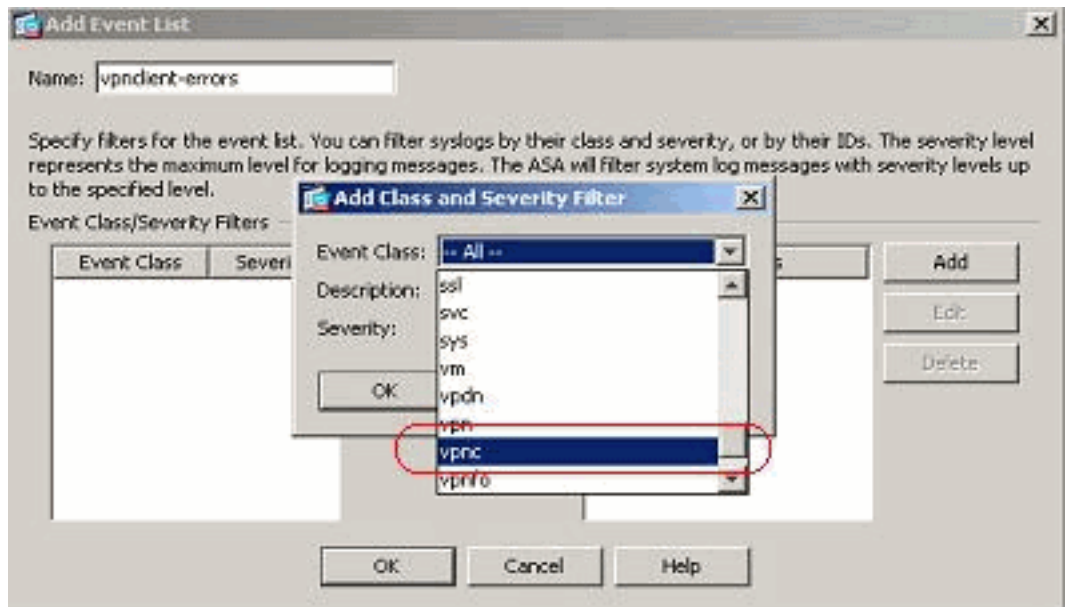 Add Event List
Name: vpnclient-errors
Specify filters for the event list. You can filter syslogs by their class and severity, or by their IDs. The severity level
represents the maximum level for logging messages. The ASA will filter system log messages with severity levels up
to the specified level.
Add Class and Severity Filter
Event Class/Severity Filters
Event Class: -- All --
Event Class Severi
Add
Description:
ssl
svc
Edit
Severity:
sys
vm
Delete
OK
vpdn
vpn
vpnc
vpnfo
OK Cancel Help